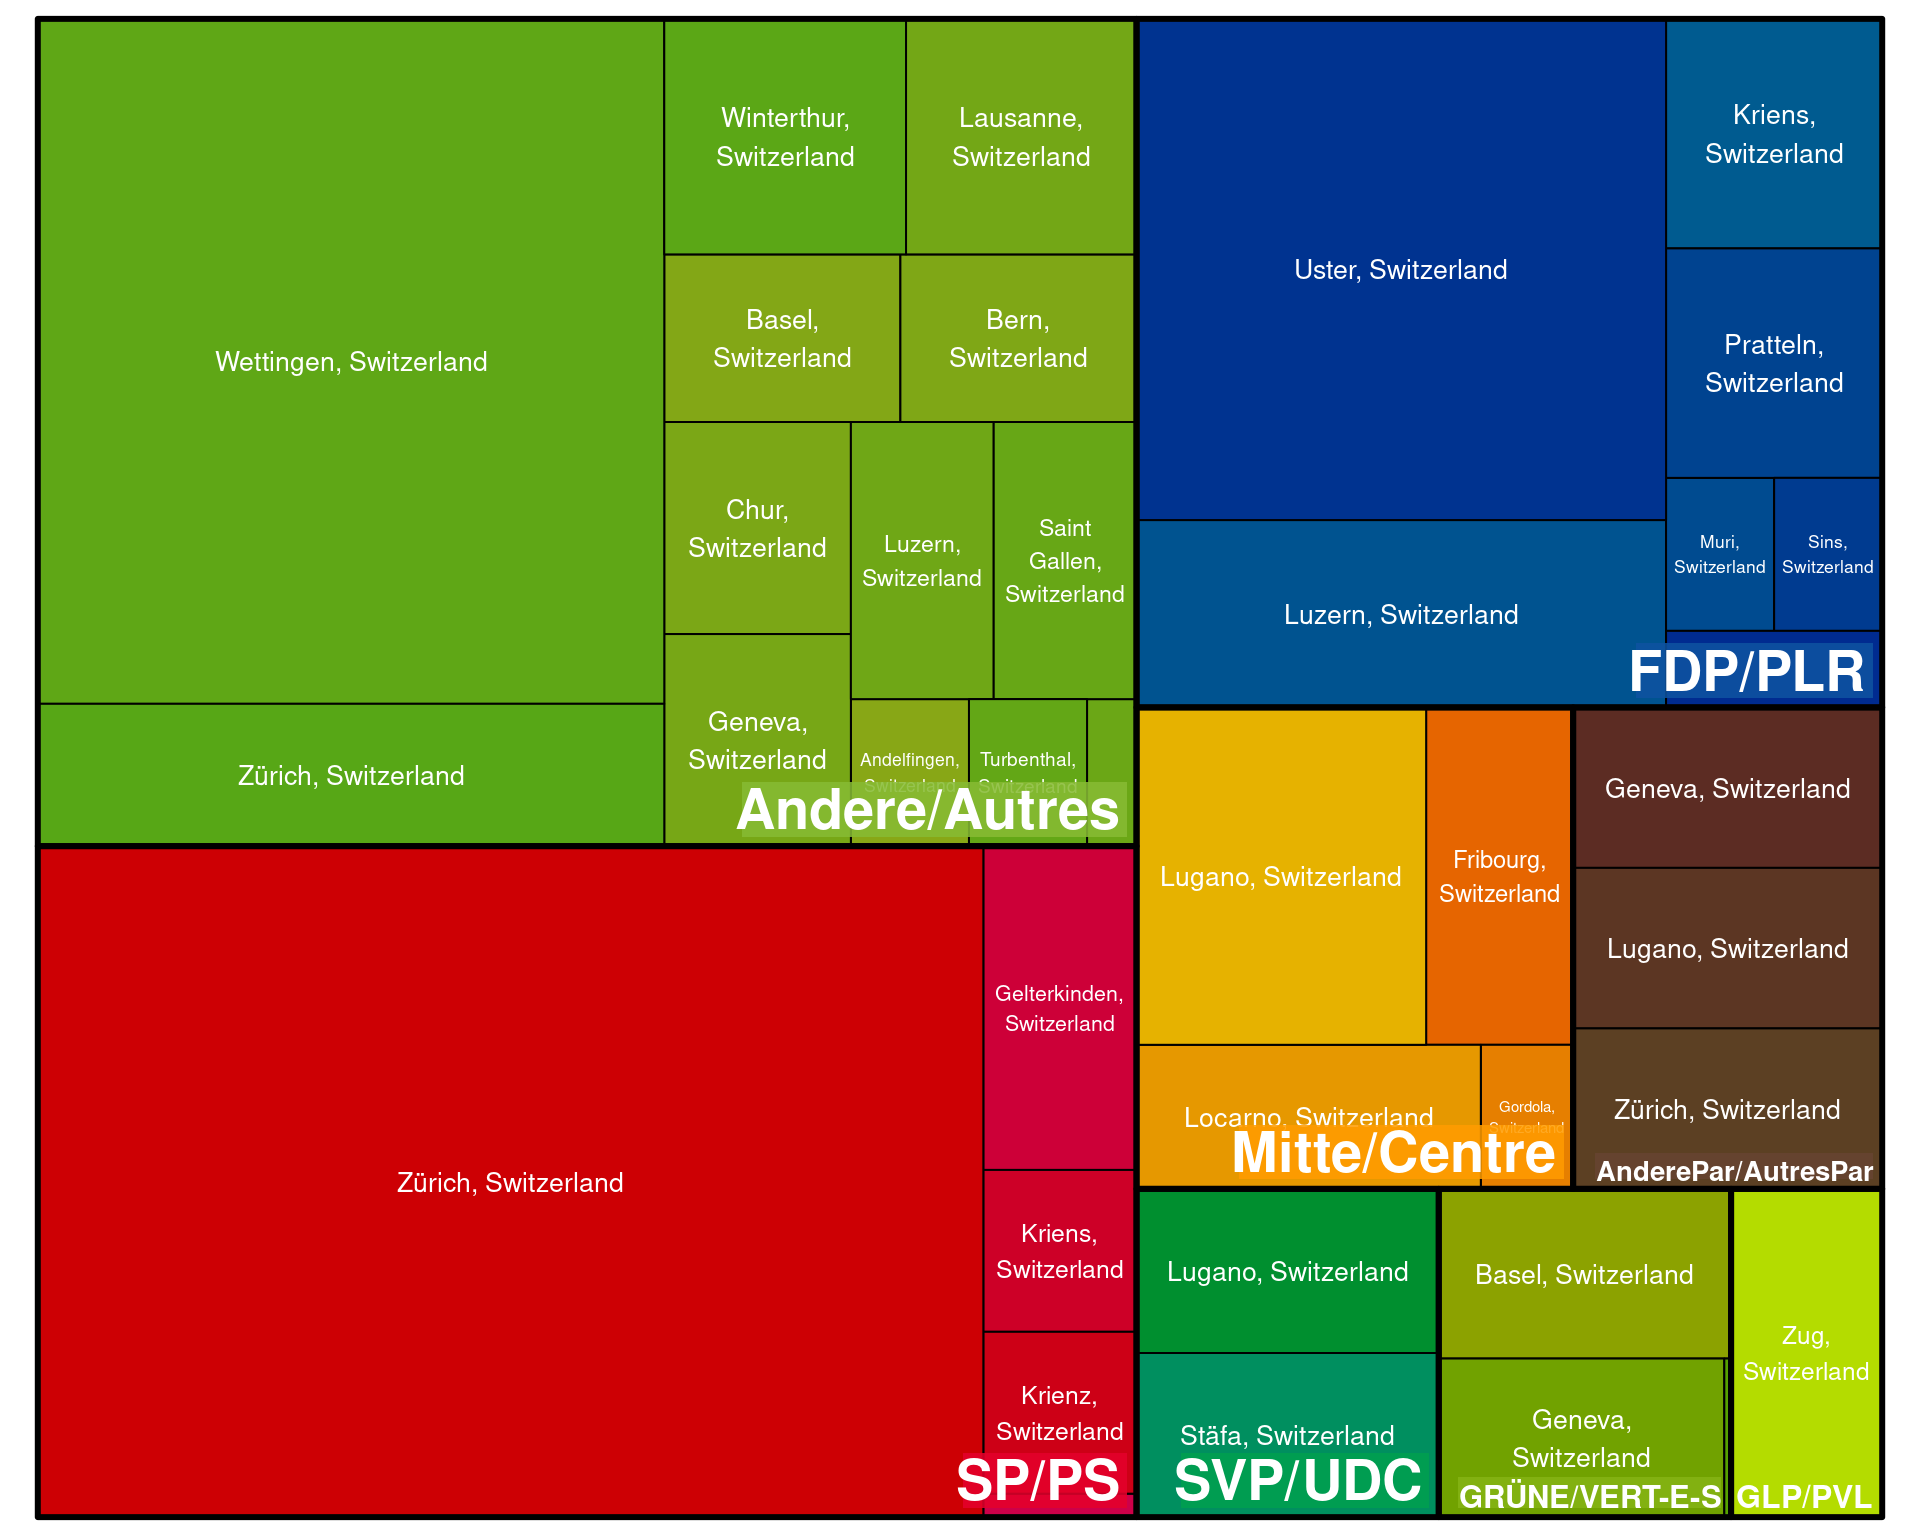 Wettingen, Switzerland
Zürich, Switzerland
Winterthur,
Switzerland
Lausanne,
Switzerland
Basel,
Switzerland
Bern,
Switzerland
Chur,
Switzerland
Luzern,
Switzerland
Saint
Gallen,
Switzerland
Geneva,
Switzerland
Andelfingen,
Switzerland
Turbenthal,
Switzerland
Andere/Autres
Uster, Switzerland
Luzern, Switzerland
Kriens,
Switzerland
Pratteln,
Switzerland
Muri,
Switzerland
Sins,
Switzerland
FDP/PLR
Zürich, Switzerland
Gelterkinden,
Switzerland
Kriens,
Switzerland
Krienz,
Switzerland
SP/PS
Lugano, Switzerland
Fribourg,
Switzerland
Locarno, Switzerland
Gordola,
Switzerland
Mitte/Centre
Geneva, Switzerland
Lugano, Switzerland
Zürich, Switzerland
AnderePar/AutresPar
Lugano, Switzerland
Stäfa, Switzerland
SVP/UDC
Basel, Switzerland
Geneva,
Switzerland
GRÜNE/VERT-E-S
Zug,
Switzerland
GLP/PVL